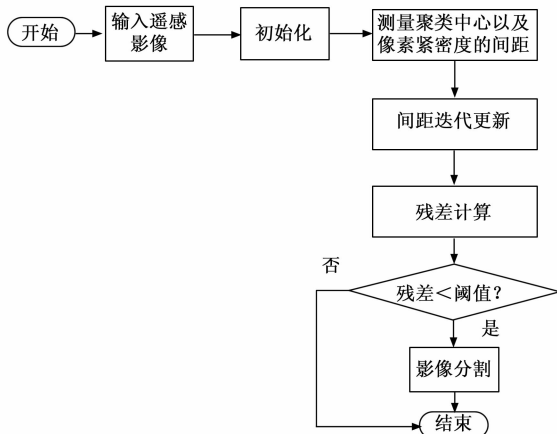 开始
输入遥感
影像
初始化
测量聚类中心以及
像素紧密度的间距
间距迭代更新
残差计算
否
残差＜阈值？
是
影像分割
结束